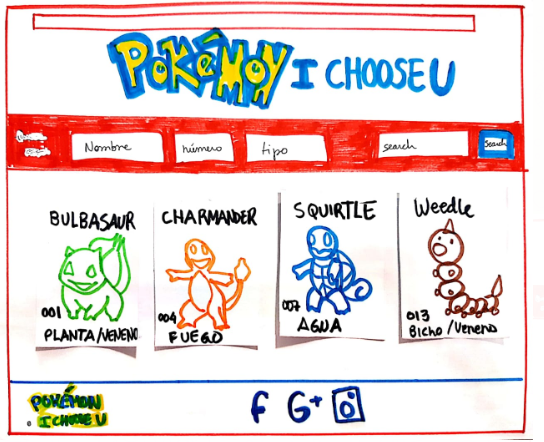 POKéMON I CHOOSE U
Nombre número tipo search Search
BULBASAUR
001
PLANTA/VENENO
CHARMANDER
004
FUEGO
SQUIRTLE
007
AGUA
Weedle
013
Bicho/Veneno
POKÉMON
I CHOOSE U
f G+